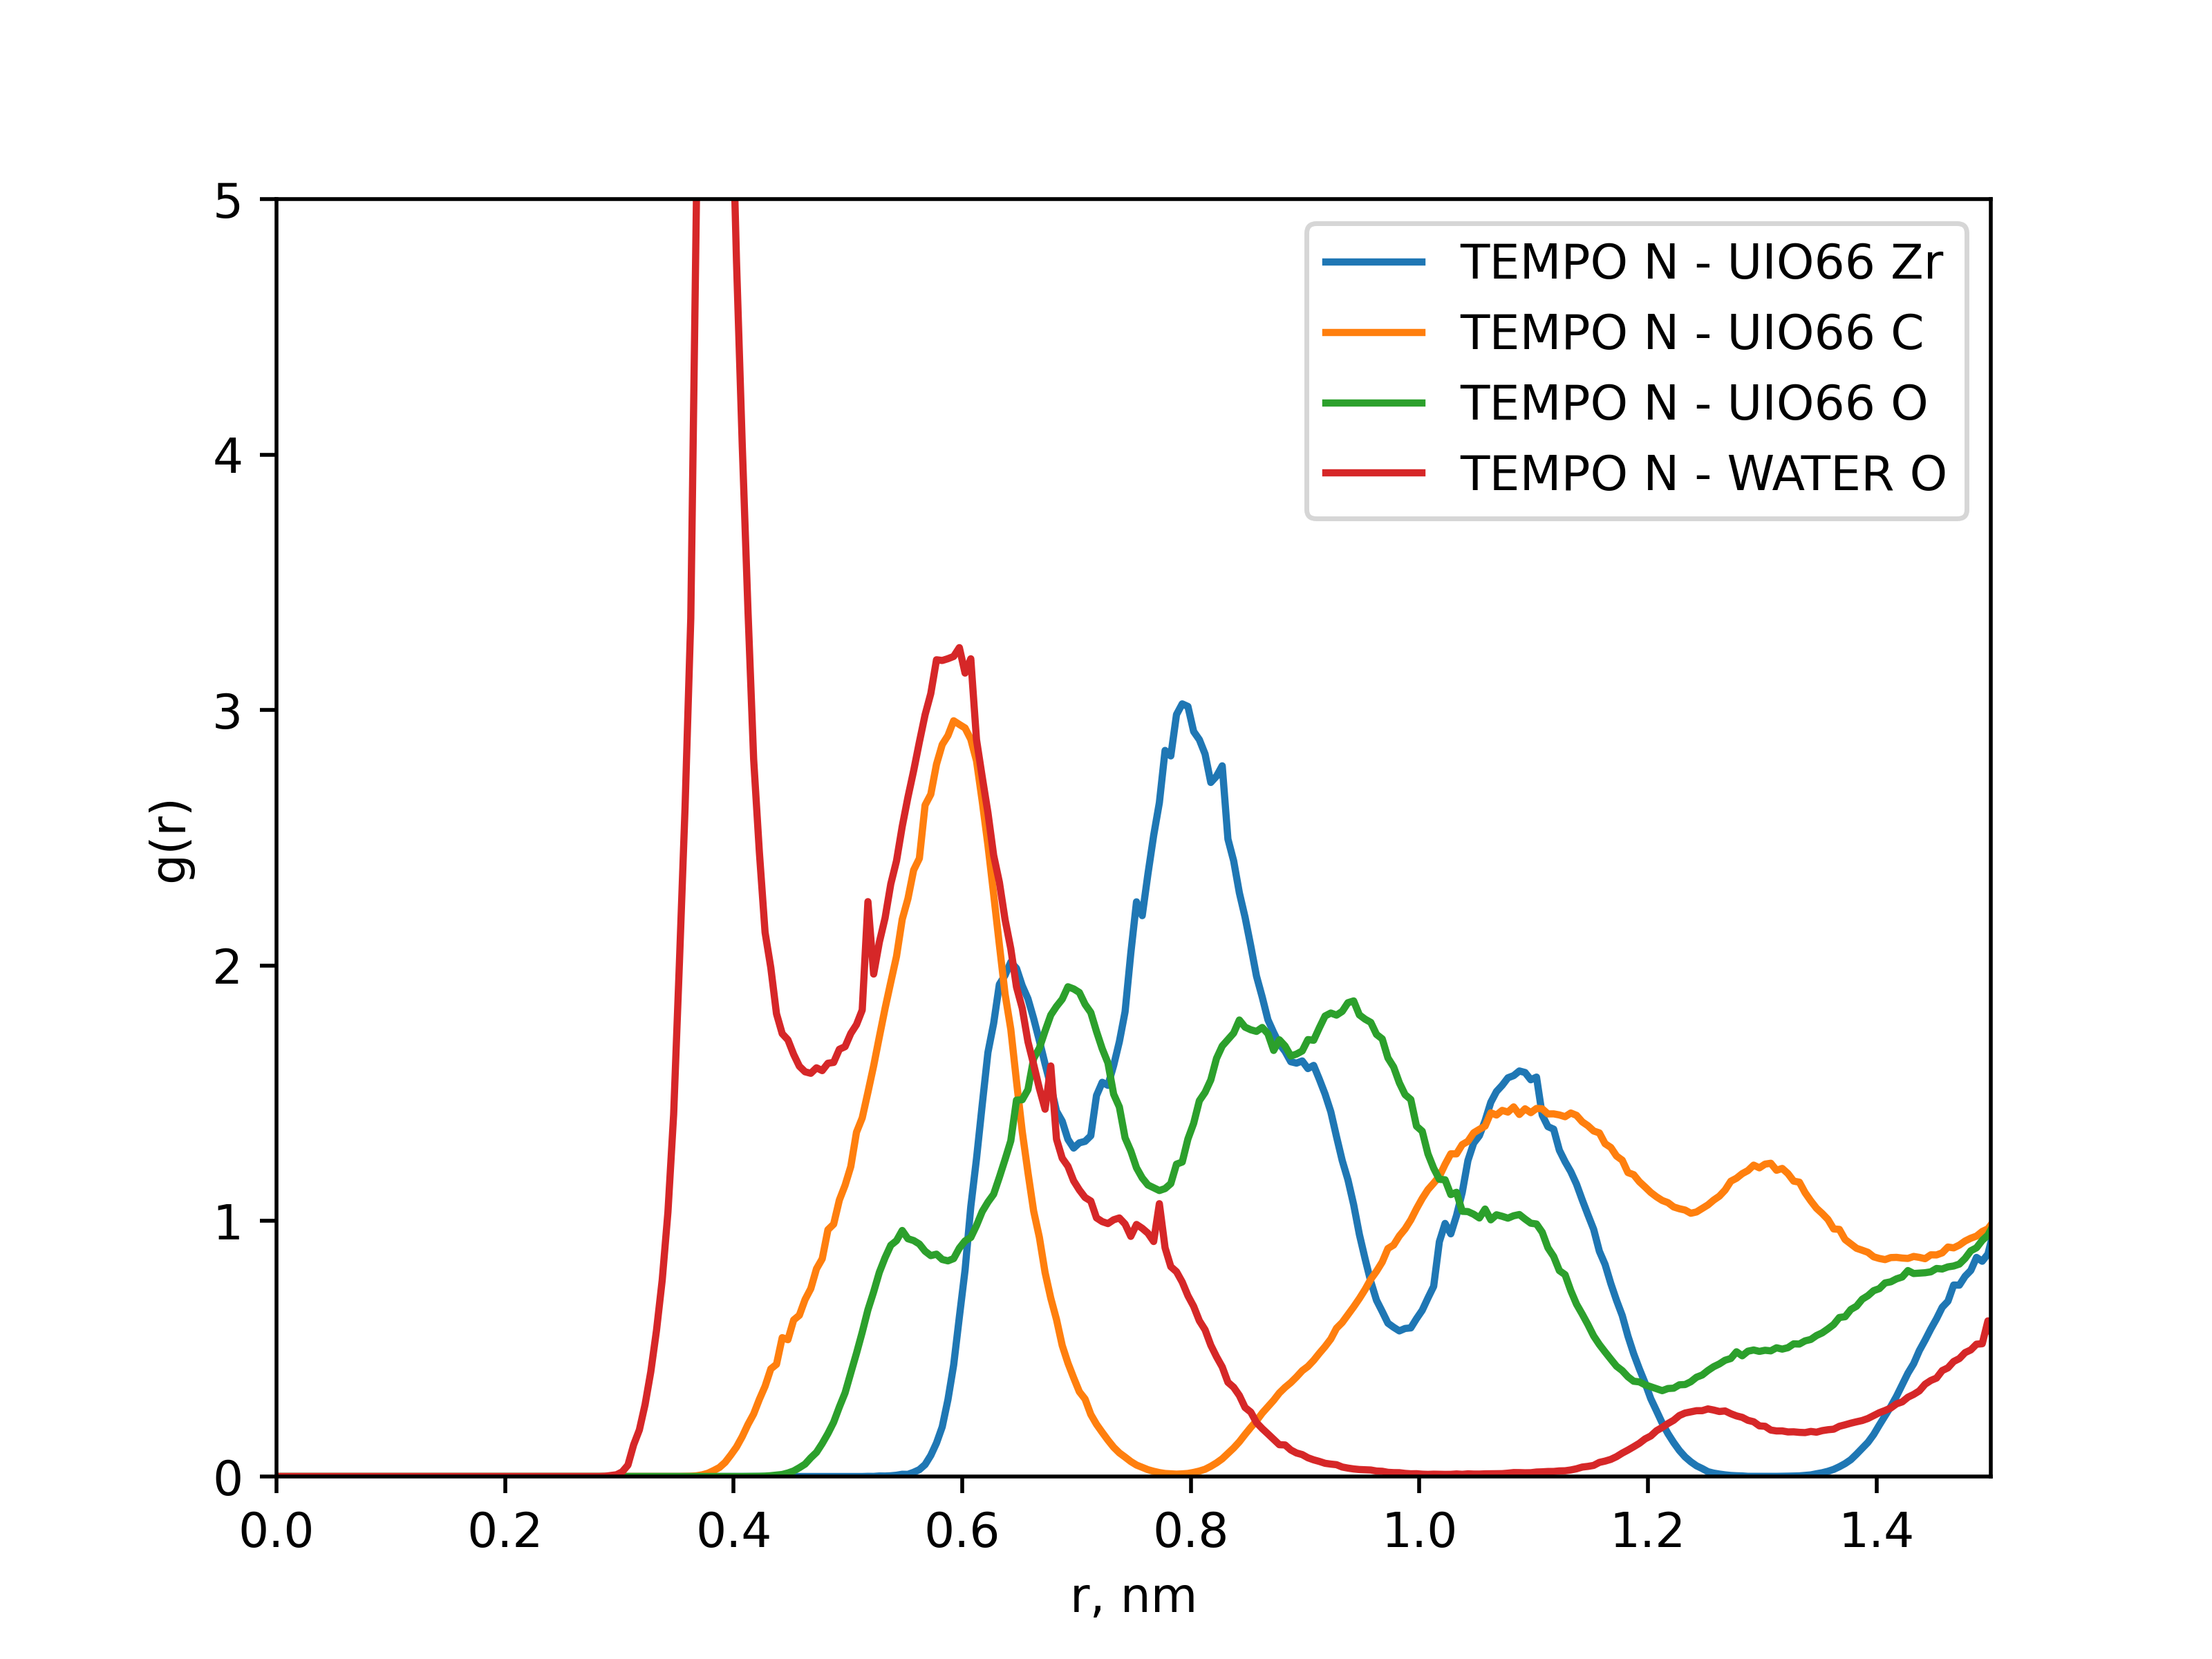 TEMPO N - UIO66 Zr
TEMPO N - UIO66 C
TEMPO N - UIO66 O
TEMPO N - WATER O
5
4
3
2
1
0
g(r)
0.0 0.2 0.4 0.6 0.8 1.0 1.2 1.4
r, nm